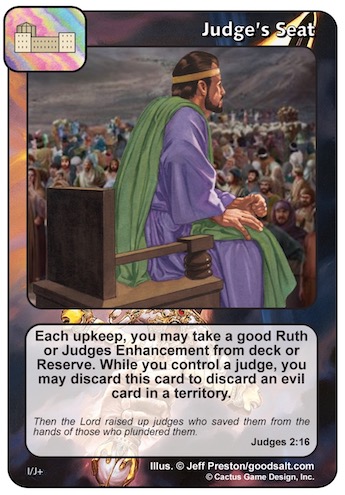 Judge's Seat
Each upkeep, you may take a good Ruth
or Judges Enhancement from deck or
Reserve. While you control a judge, you
may discard this card to discard an evil
card in a territory.
Then the Lord raised up judges who saved them from the
hands of those who plundered them.
Judges 2:16
I/J+
Illus. © Jeff Preston/goodsalt.com
© Cactus Game Design, Inc.